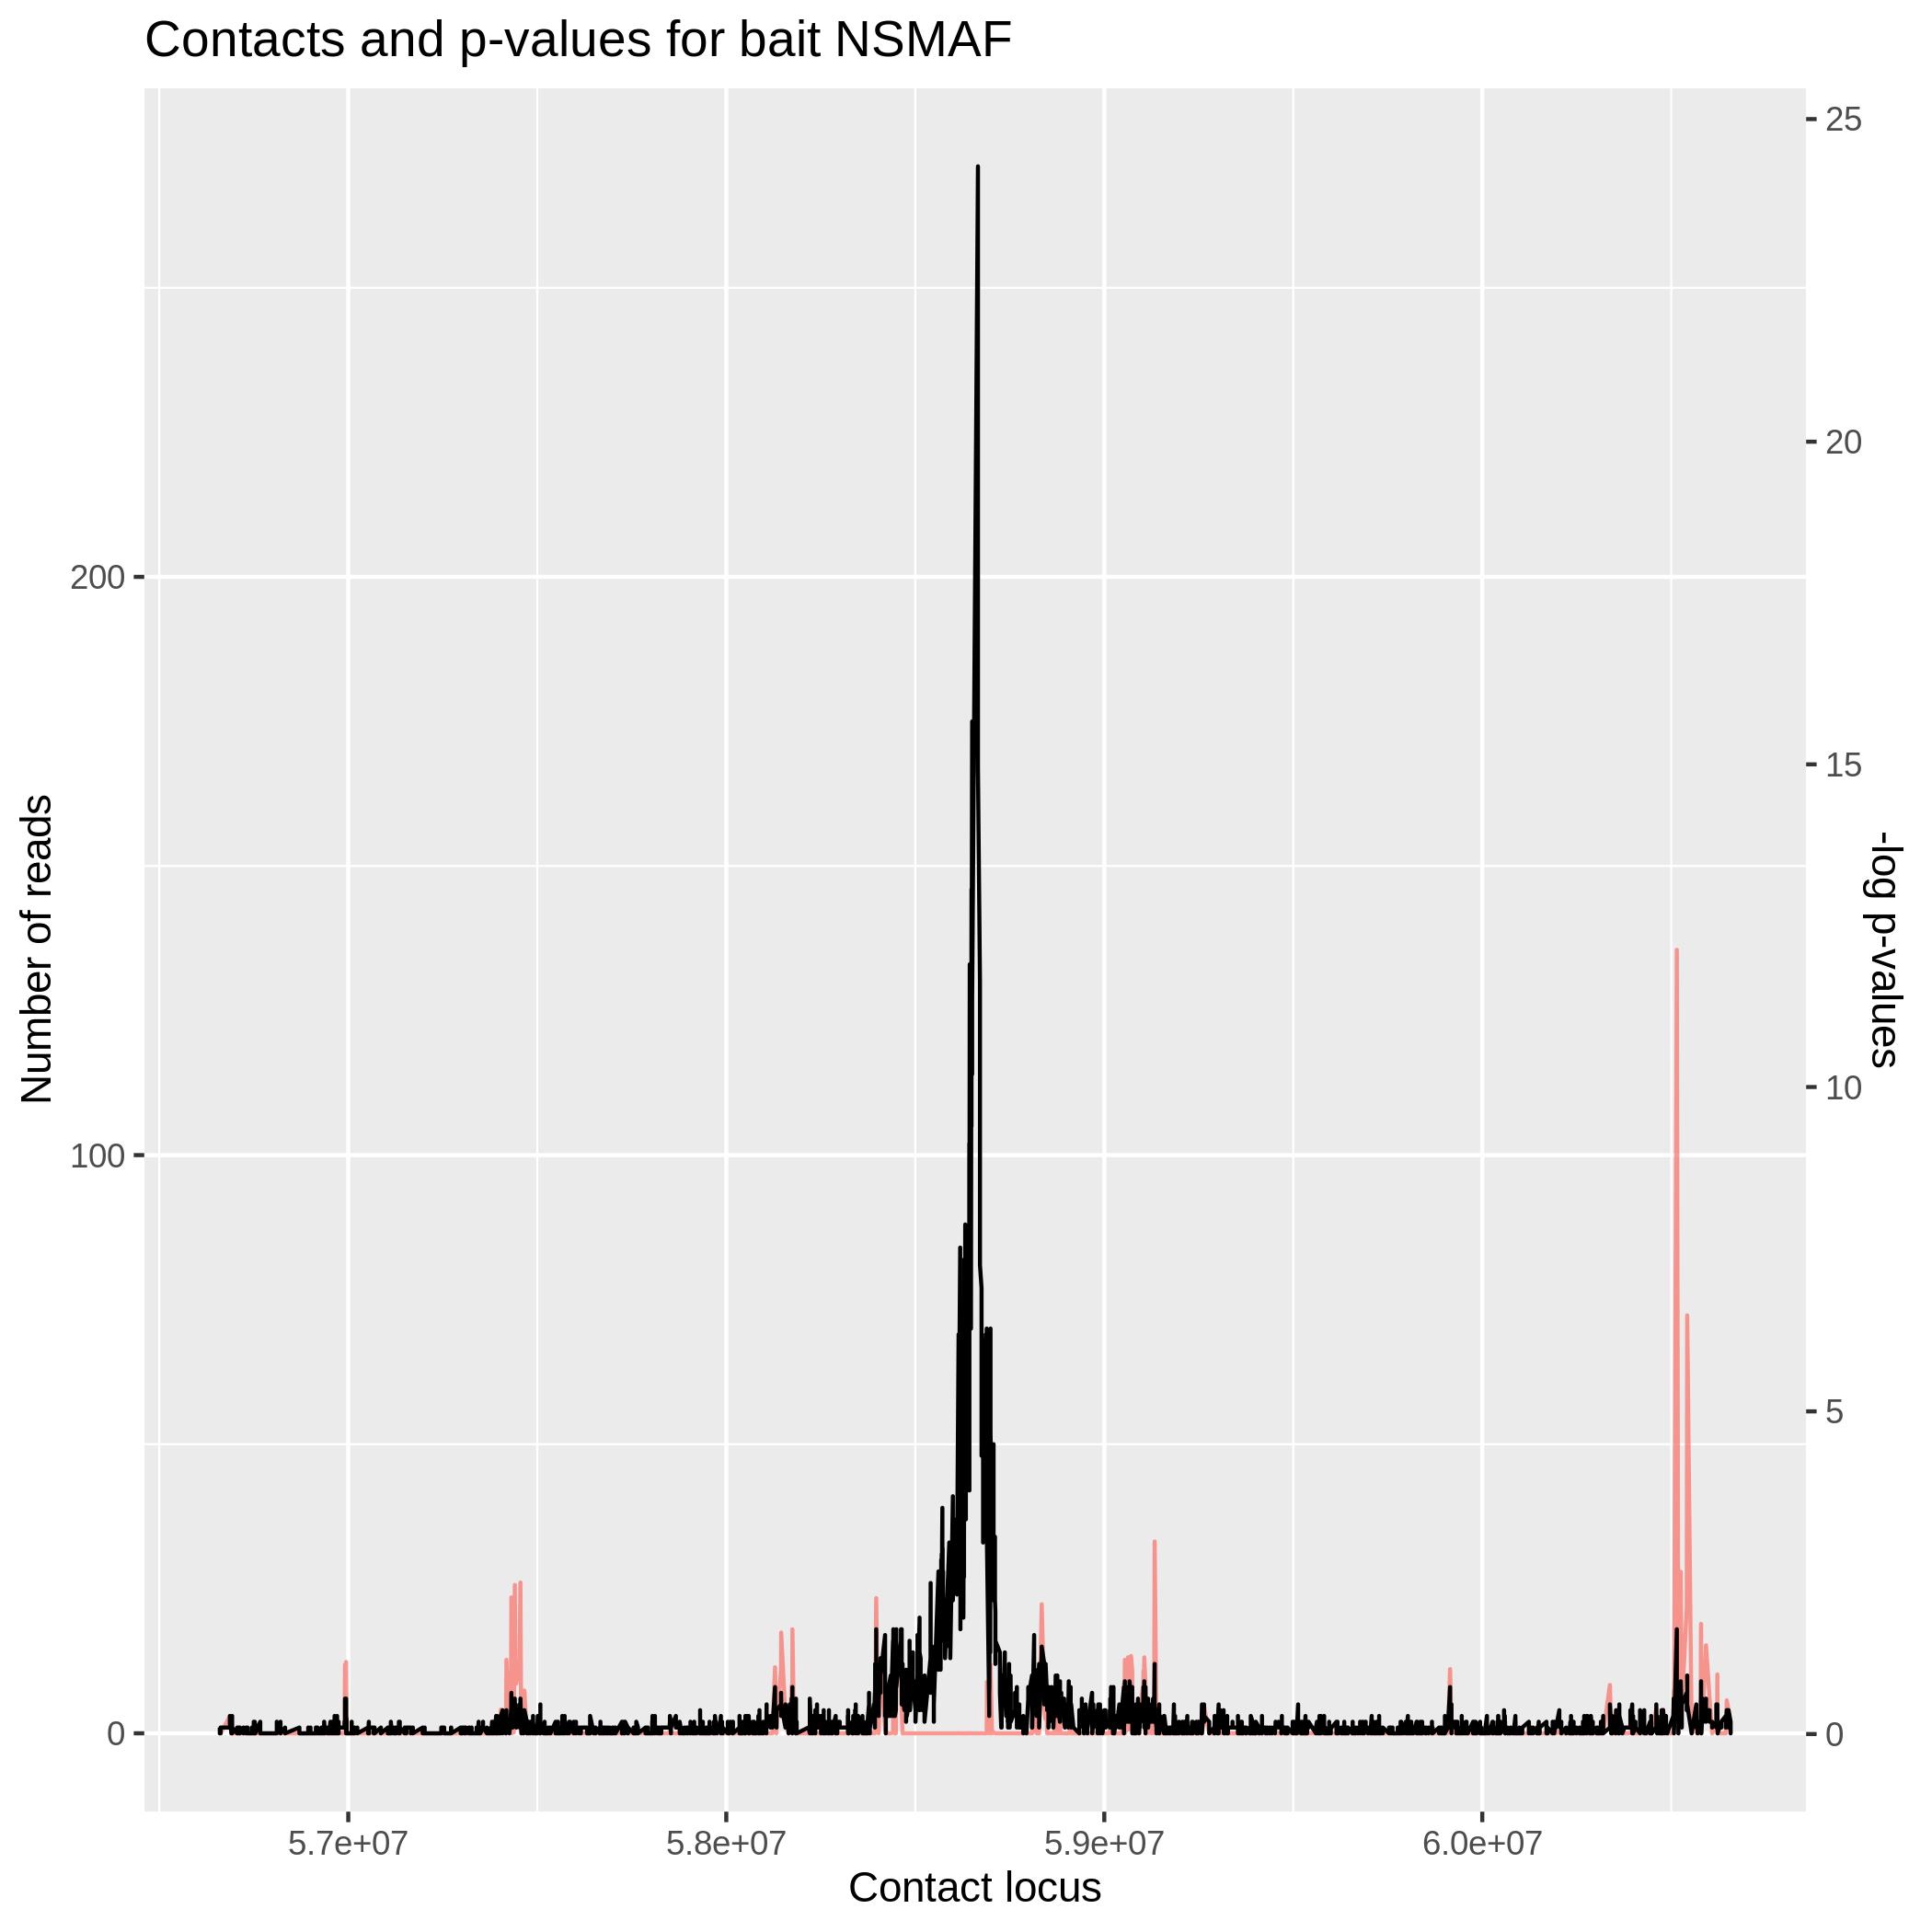 Contacts and p-values for bait NSMAF
Number of reads
200
100
0
25
20
15
10
5
0
-log p-values
5.7e+07 5.8e+07 5.9e+07 6.0e+07
Contact locus